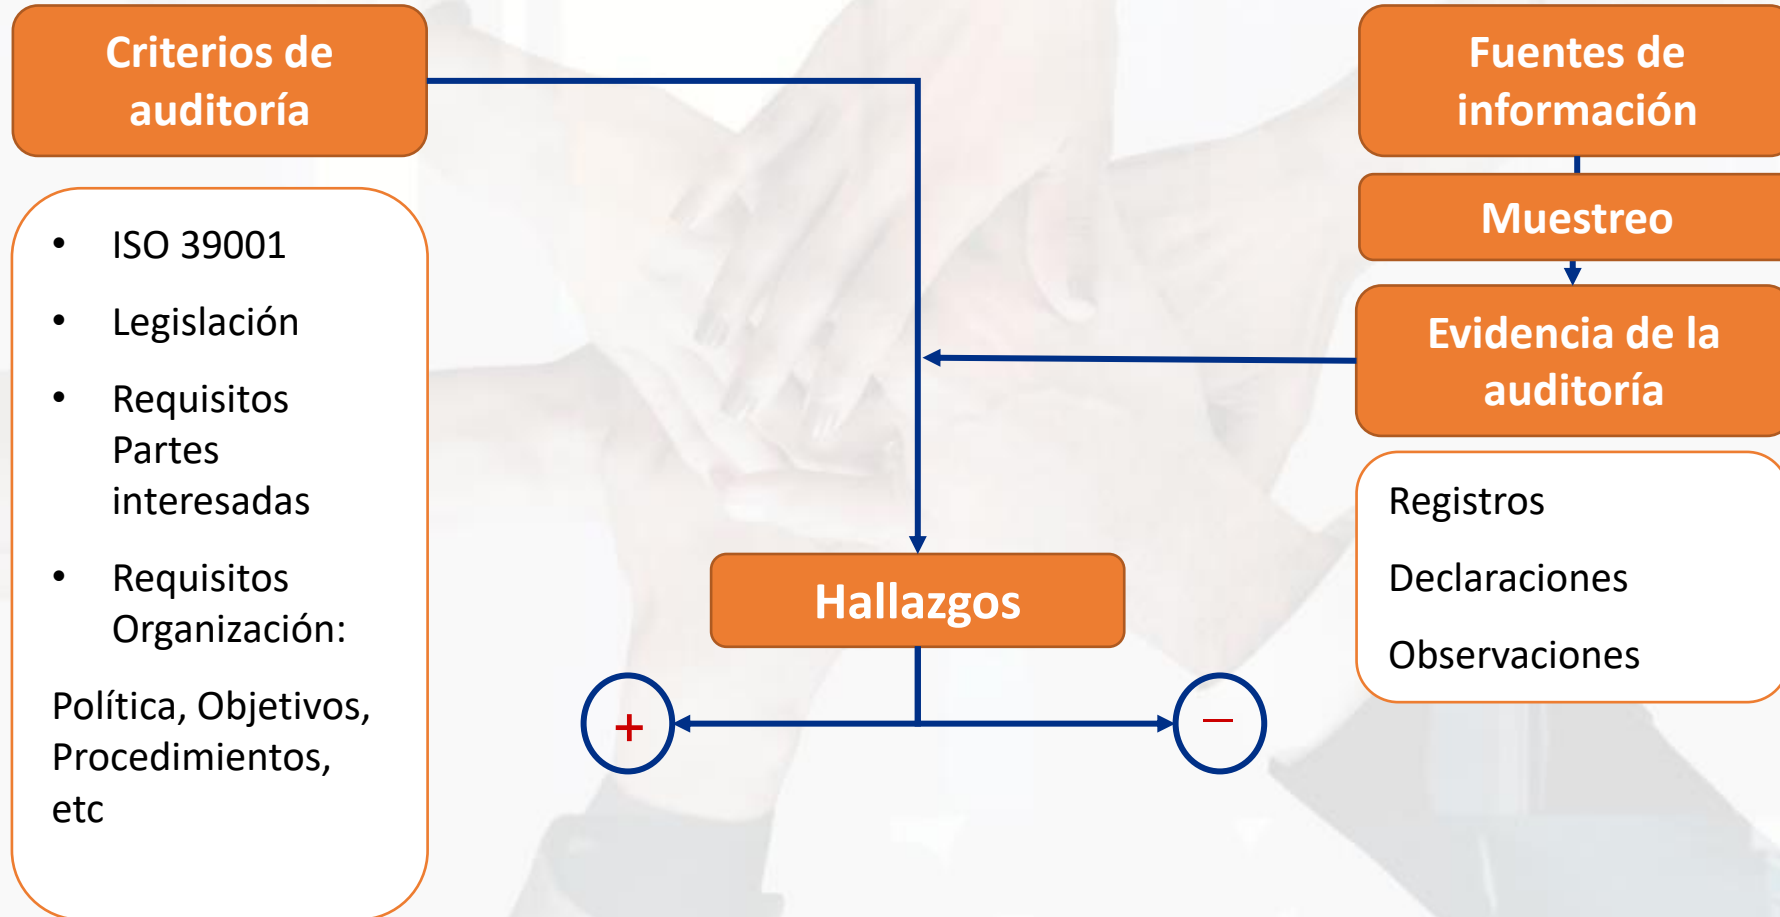 Criterios de
auditoría
• ISO 39001
• Legislación
• Requisitos
Partes
interesadas
• Requisitos
Organización:
Política, Objetivos,
Procedimientos,
etc
Hallazgos
+
−
Fuentes de
información
Muestreo
Evidencia de la
auditoría
Registros
Declaraciones
Observaciones